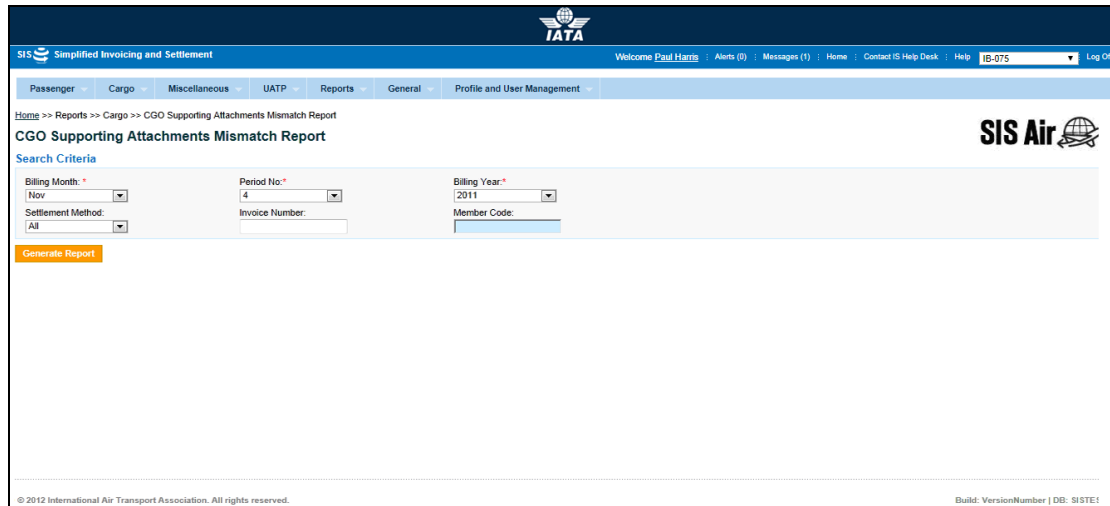 IATA
SIS Simplified Invoicing and Settlement
Welcome Paul Harris : Alerts (0) : Messages (1) : Home : Contact IS Help Desk : Help IB-075 Log Of
Passenger Cargo Miscellaneous UATP Reports General Profile and User Management
Home >> Reports >> Cargo >> CGO Supporting Attachments Mismatch Report
CGO Supporting Attachments Mismatch Report
SIS Air
Search Criteria
Billing Month: * Period No:* Billing Year:*
Nov 4 2011
Settlement Method: Invoice Number: Member Code:
All
Generate Report
© 2012 International Air Transport Association. All rights reserved. Build: VersionNumber | DB: SISTES